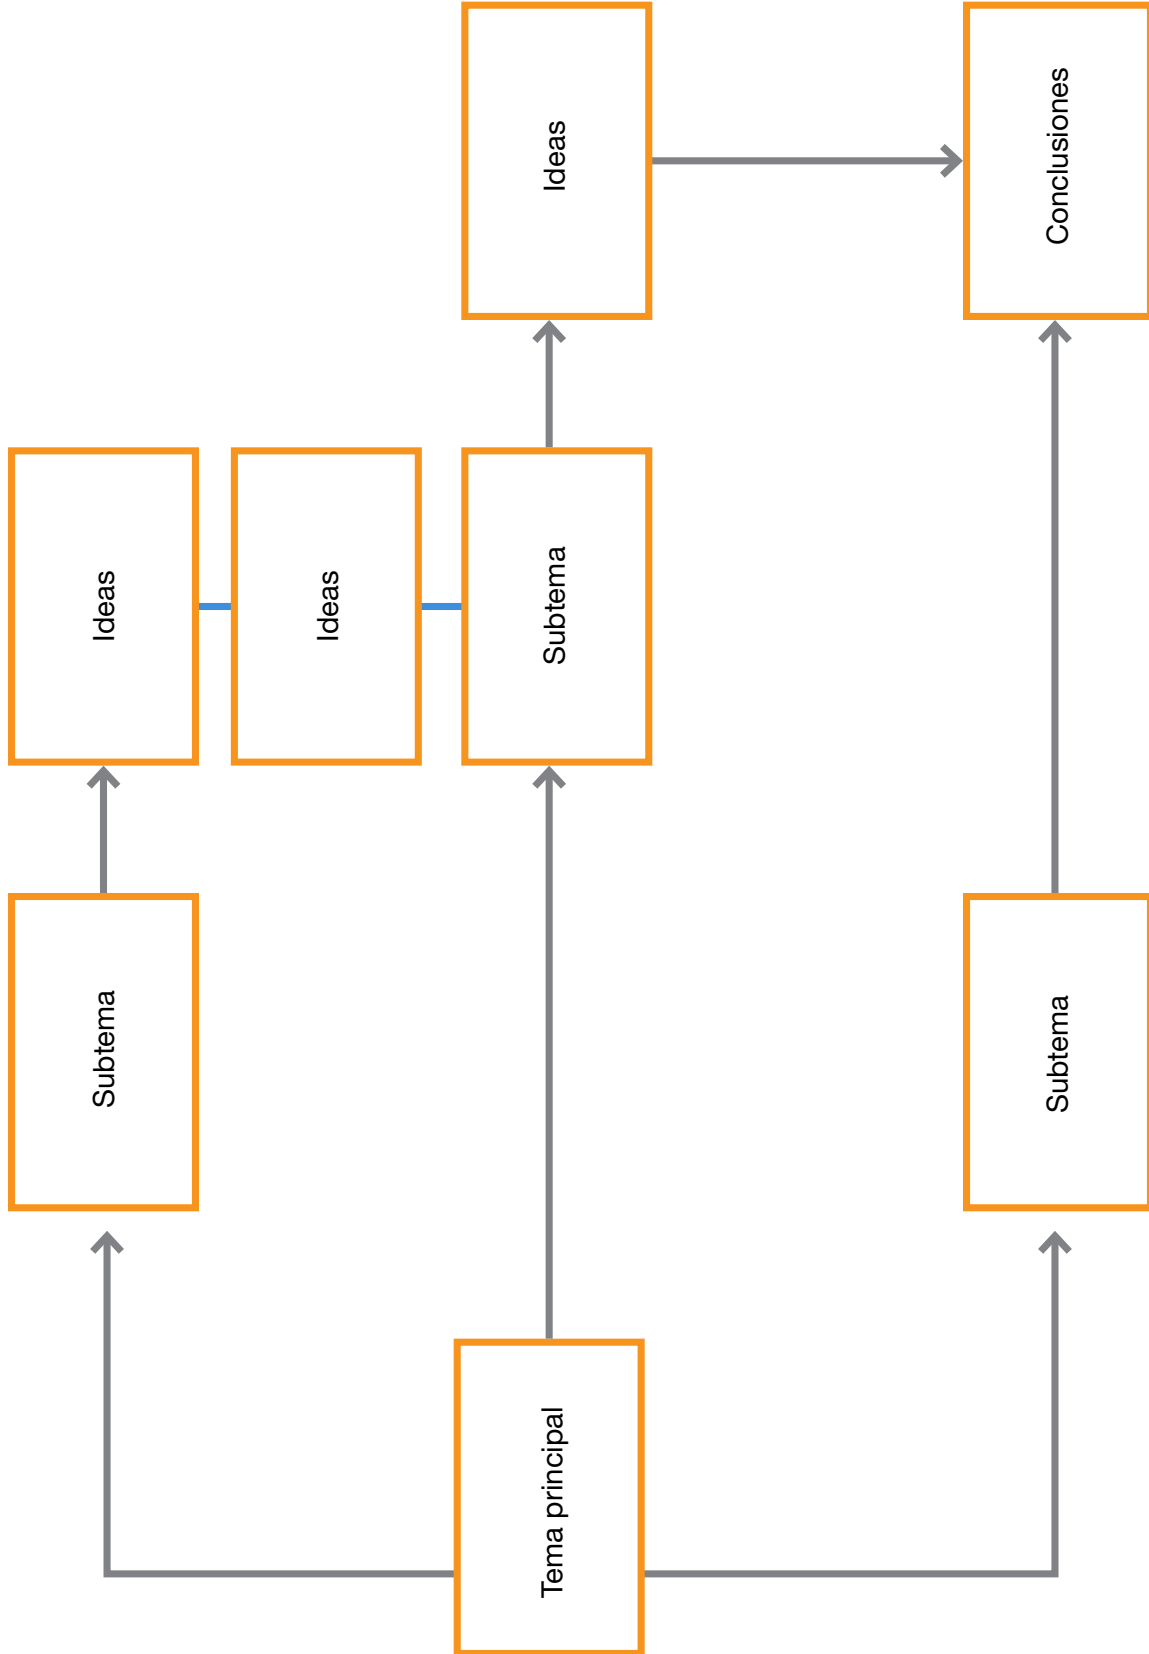 Subtema
Ideas
Ideas
Tema principal
Subtema
Ideas
Subtema
Conclusiones